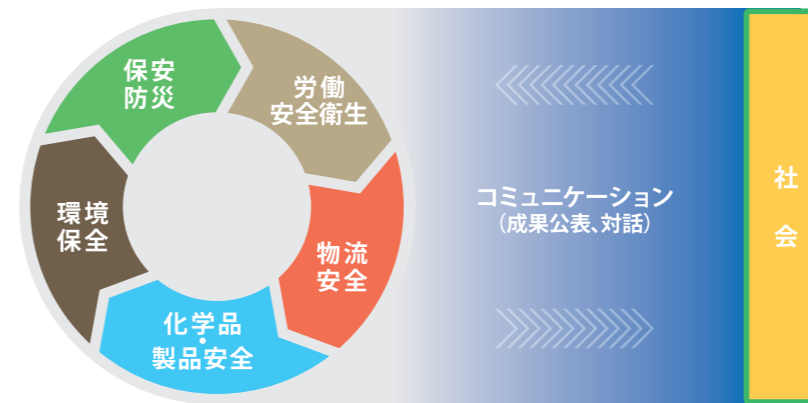 保安
防災
労働
安全衛生
環境
保全
物流
安全
化学品
・
製品安全
コミュニケーション
（成果公表、対話）
社
会